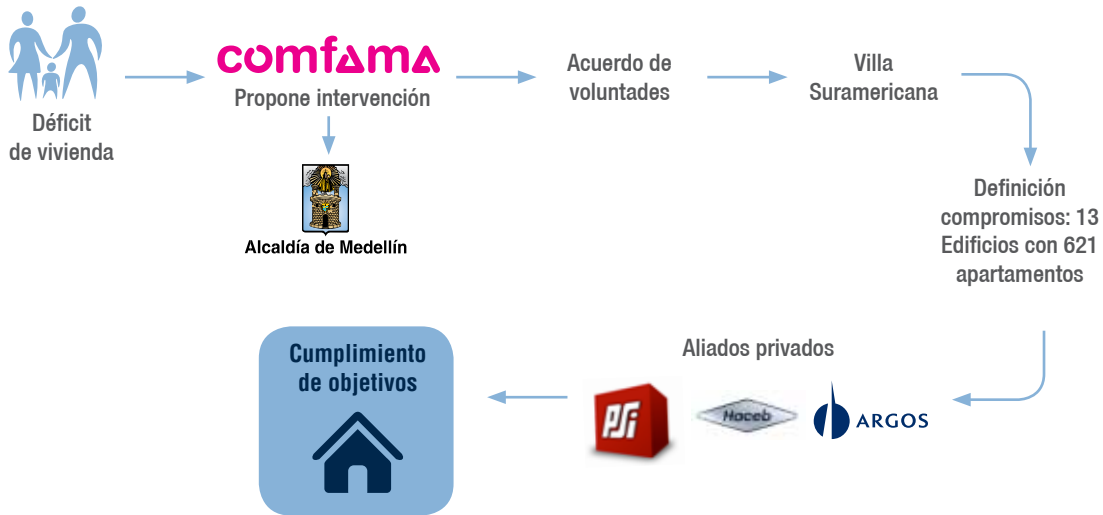 Déficit
de vivienda
comfama
Propone intervención
Alcaldía de Medellín
Acuerdo de
voluntades
Villa
Suramericana
Definición
compromisos: 13
Edificios con 621
apartamentos
Aliados privados
PSi
Haceb
ARGOS
Cumplimiento
de objetivos